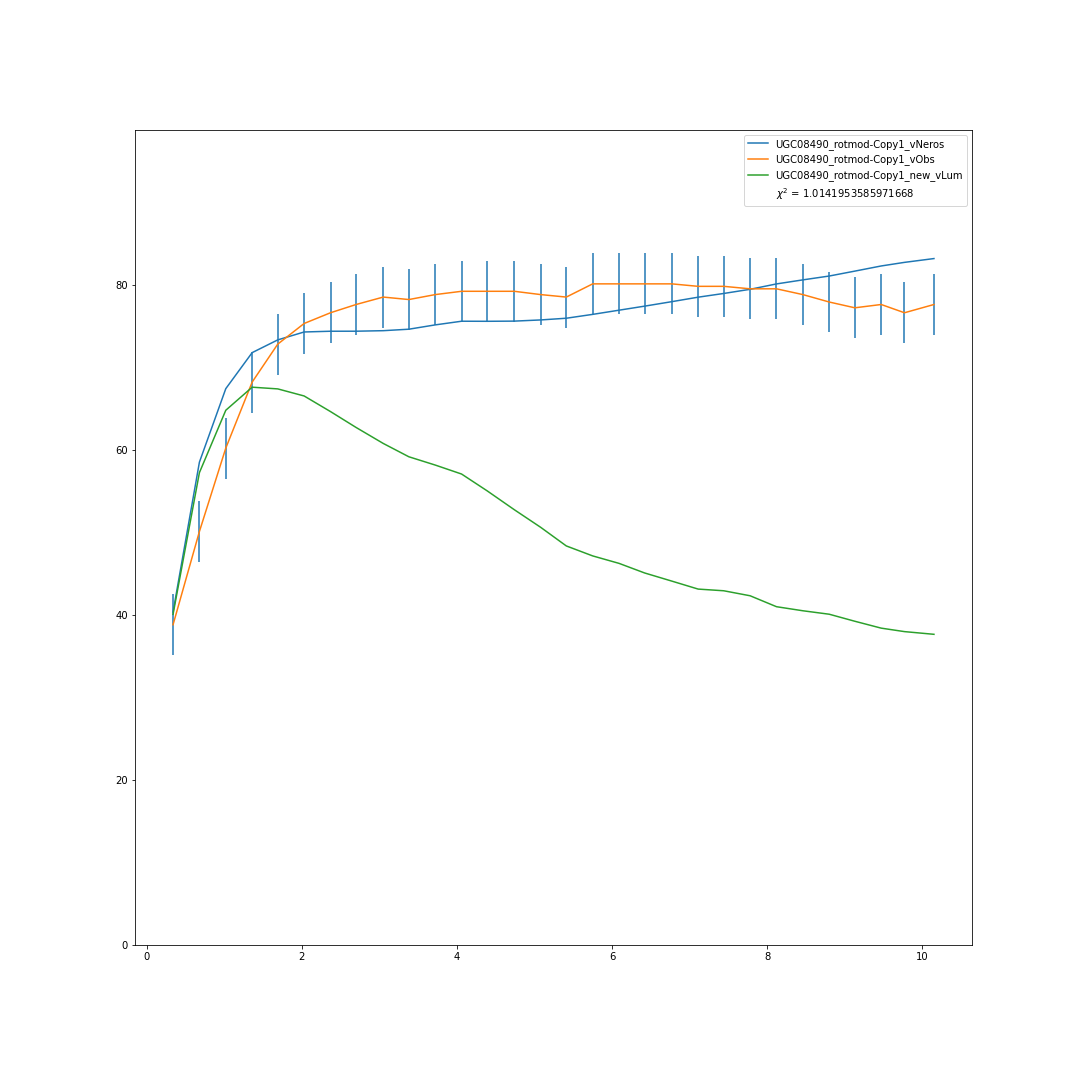 UGC08490_rotmod-Copy1_vNeros
UGC08490_rotmod-Copy1_vObs
UGC08490_rotmod-Copy1_new_vLum
χ² = 1.0141953585971668
80
60
40
20
0
0 2 4 6 8 10